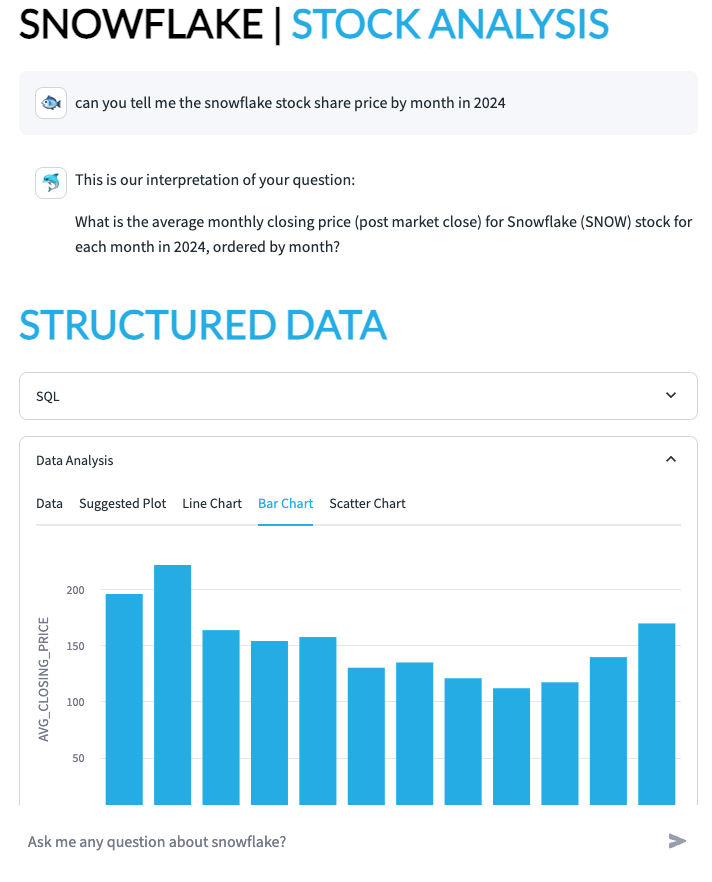 SNOWFLAKE | STOCK ANALYSIS
can you tell me the snowflake stock share price by month in 2024
This is our interpretation of your question:
What is the average monthly closing price (post market close) for Snowflake (SNOW) stock for
each month in 2024, ordered by month?
STRUCTURED DATA
SQL
Data Analysis
Data Suggested Plot Line Chart Bar Chart Scatter Chart
AVG_CLOSING_PRICE
200
150
100
50
Ask me any question about snowflake?